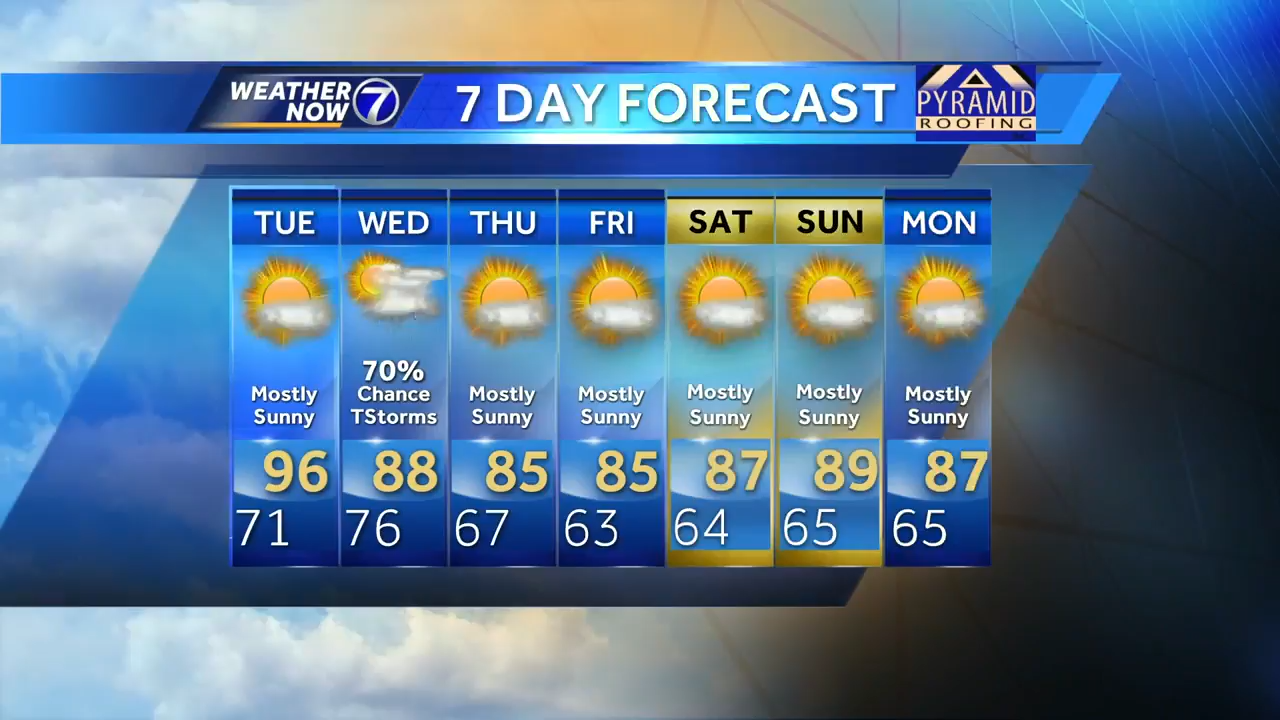 WEATHER
NOW 7
7 DAY FORECAST
PYRAMID
ROOFING
TUE WED THU FRI SAT SUN MON
70%
Mostly Chance Mostly Mostly Mostly Mostly Mostly
Sunny TStorms Sunny Sunny Sunny Sunny Sunny
96 88 85 85 87 89 87
71 76 67 63 64 65 65